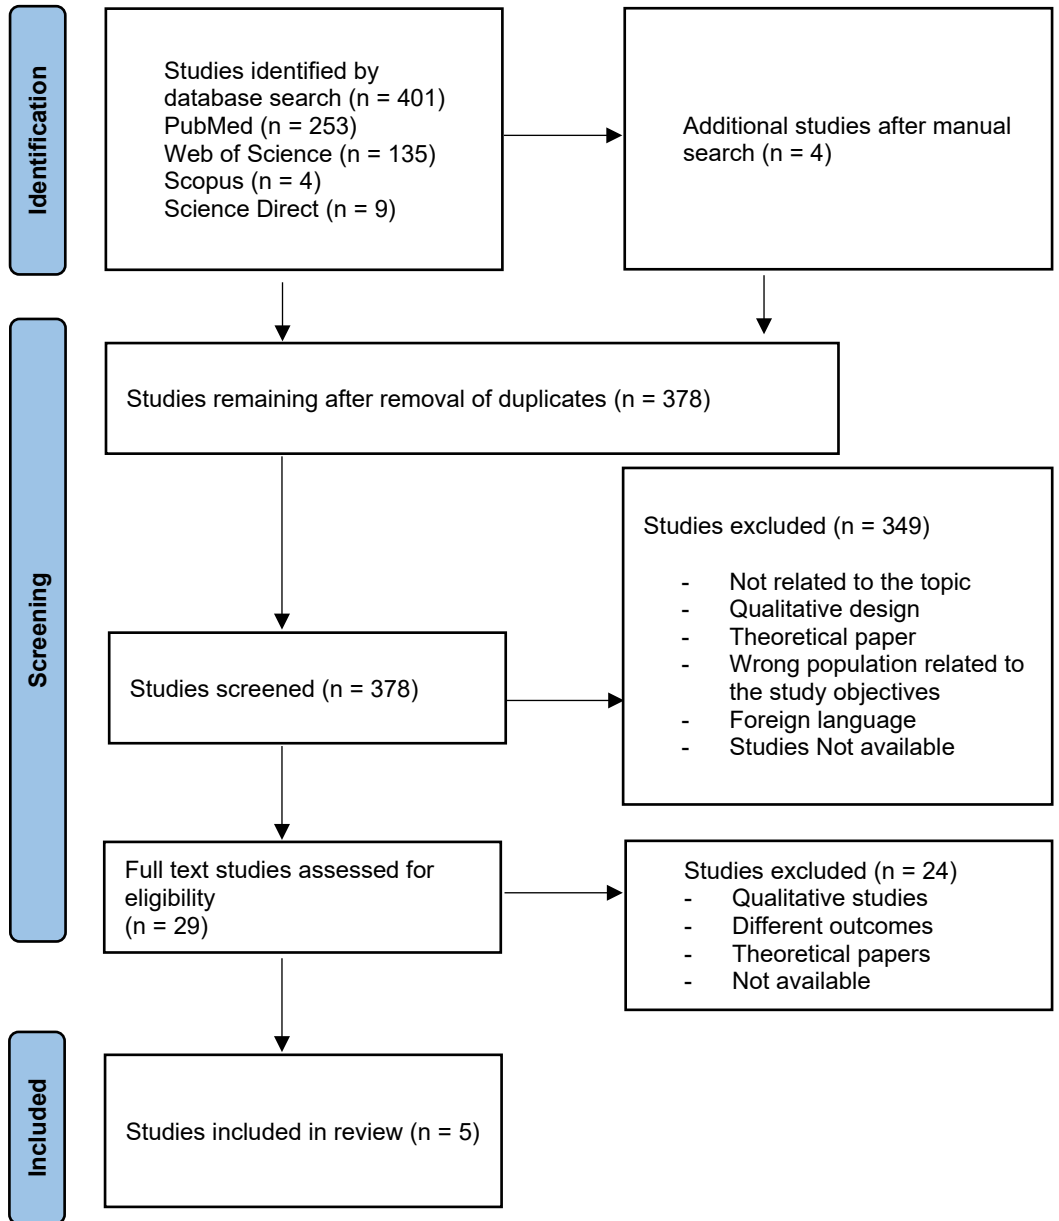 Identification
Studies identified by
database search (n = 401)
PubMed (n = 253)
Web of Science (n = 135)
Scopus (n = 4)
Science Direct (n = 9)
Additional studies after manual
search (n = 4)
Screening
Studies remaining after removal of duplicates (n = 378)
Studies screened (n = 378)
Studies excluded (n = 349)
- Not related to the topic
- Qualitative design
- Theoretical paper
- Wrong population related to
the study objectives
- Foreign language
- Studies Not available
Full text studies assessed for
eligibility
(n = 29)
Studies excluded (n = 24)
- Qualitative studies
- Different outcomes
- Theoretical papers
- Not available
Included
Studies included in review (n = 5)